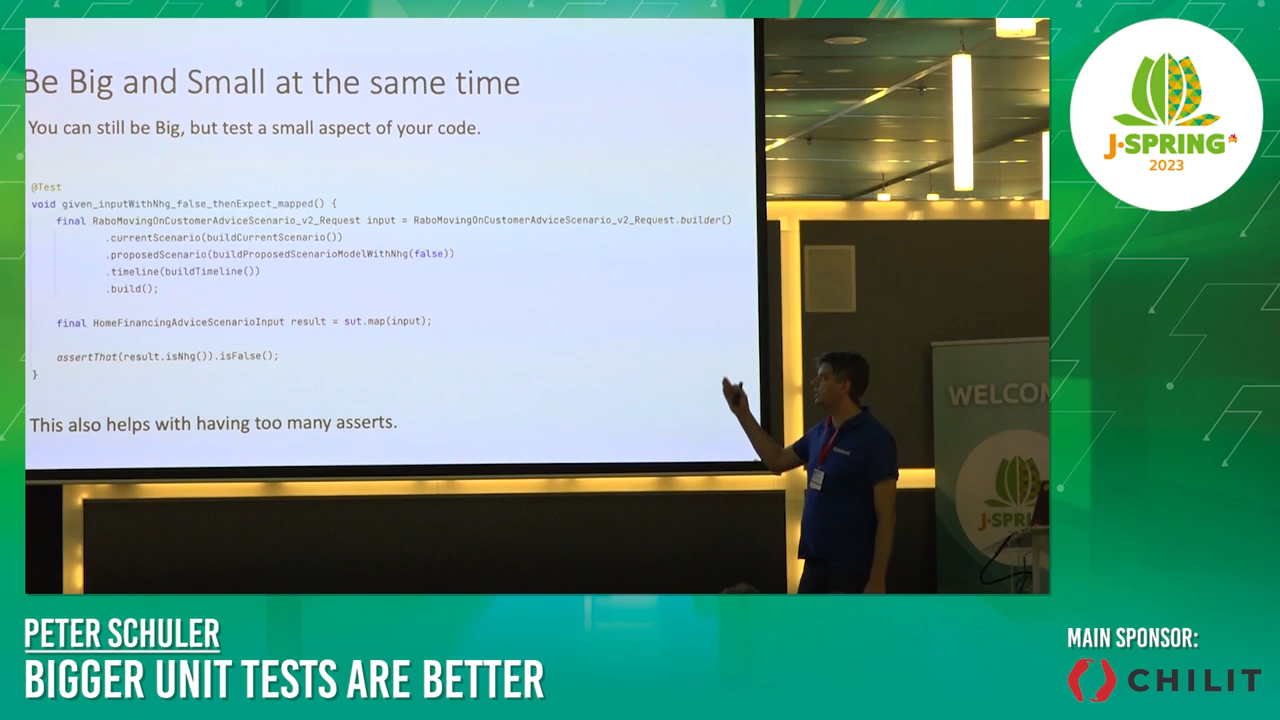 Be Big and Small at the same time
You can still be Big, but test a small aspect of your code.
@Test
void given_inputWithNhg_false_thenExpect_mapped() {
final RaboMovingOnCustomerAdviceScenario_v2_Request input = RaboMovingOnCustomerAdviceScenario_v2_Request.builder()
.currentScenario(buildCurrentScenario())
.proposedScenario(buildProposedScenarioModelWithNhg(false))
.timeline(buildTimeline())
.build();
final HomeFinancingAdviceScenarioInput result = sut.map(input);
assertThat(result.isNhg()).isFalse();
}
This also helps with having too many asserts.
J-SPRING
2023
WELCOM
J-SPRI
PETER SCHULER
BIGGER UNIT TESTS ARE BETTER
MAIN SPONSOR:
CHILIT